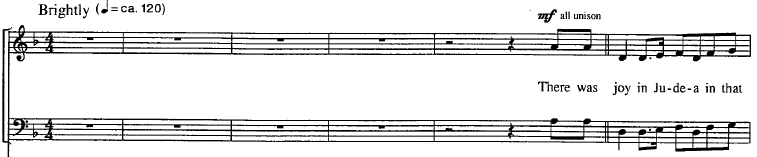 Brightly (♩=ca. 120)
mf all unison
There was joy in Ju-de-a in that